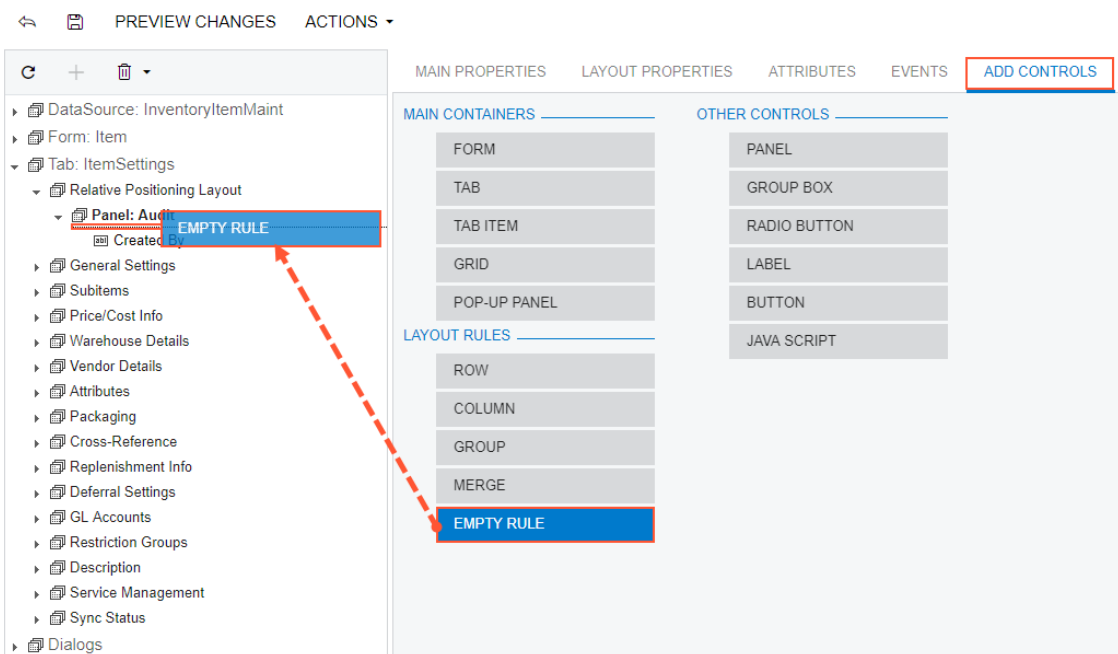 PREVIEW CHANGES ACTIONS
MAIN PROPERTIES LAYOUT PROPERTIES ATTRIBUTES EVENTS ADD CONTROLS
DataSource: InventoryItemMaint
Form: Item
Tab: ItemSettings
Relative Positioning Layout
Panel: Audit
EMPTY RULE
Created By
General Settings
Subitems
Price/Cost Info
Warehouse Details
Vendor Details
Attributes
Packaging
Cross-Reference
Replenishment Info
Deferral Settings
GL Accounts
Restriction Groups
Description
Service Management
Sync Status
Dialogs
MAIN CONTAINERS
FORM
TAB
TAB ITEM
GRID
POP-UP PANEL
LAYOUT RULES
ROW
COLUMN
GROUP
MERGE
EMPTY RULE
OTHER CONTROLS
PANEL
GROUP BOX
RADIO BUTTON
LABEL
BUTTON
JAVA SCRIPT